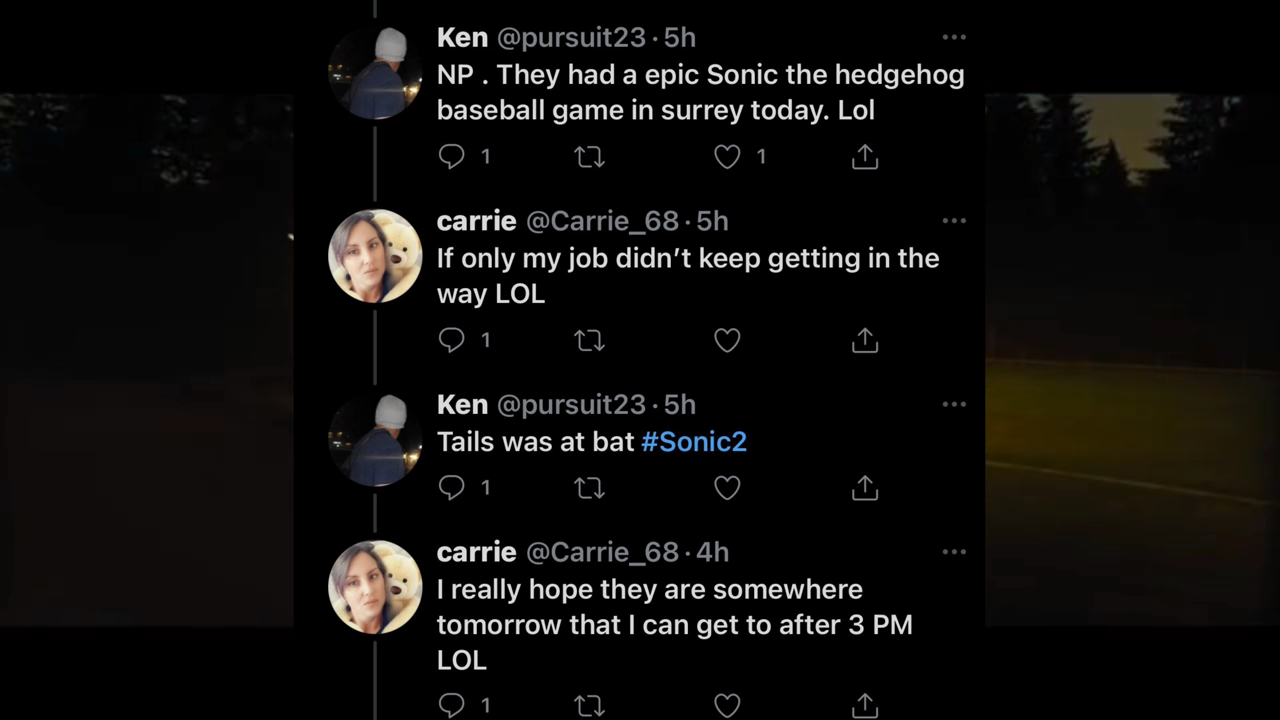 Ken @pursuit23 · 5h
NP . They had a epic Sonic the hedgehog
baseball game in surrey today. Lol
1 1
carrie @Carrie_68 · 5h
If only my job didn’t keep getting in the
way LOL
1
Ken @pursuit23 · 5h
Tails was at bat #Sonic2
1
carrie @Carrie_68 · 4h
I really hope they are somewhere
tomorrow that I can get to after 3 PM
LOL
1